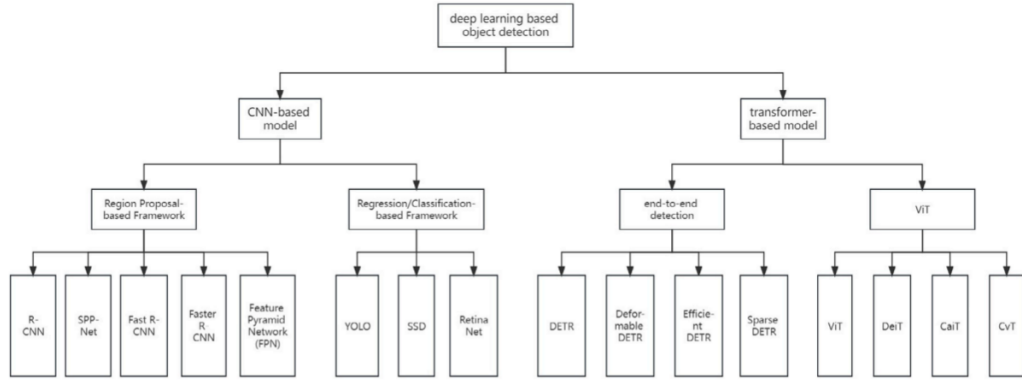 deep learning based
object detection
CNN-based
model
transformer-
based model
Region Proposal-
based Framework
Regression/Classification-
based Framework
end-to-end
detection
ViT
R-
CNN
SPP-
Net
Fast R-
CNN
Faster
R
CNN
Feature
Pyramid
Network
(FPN)
YOLO
SSD
Retina
Net
DETR
Defor-
mable
DETR
Efficie-
nt
DETR
Sparse
DETR
ViT
DeiT
CaiT
CvT